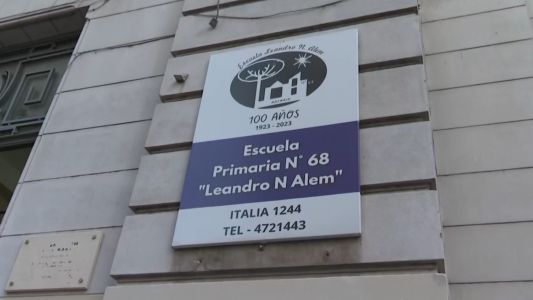 Escuela Leandro N. Alem
100 AÑOS
1923 - 2023
Escuela
Primaria N° 68
"Leandro N Alem"
ITALIA 1244
TEL - 4721443